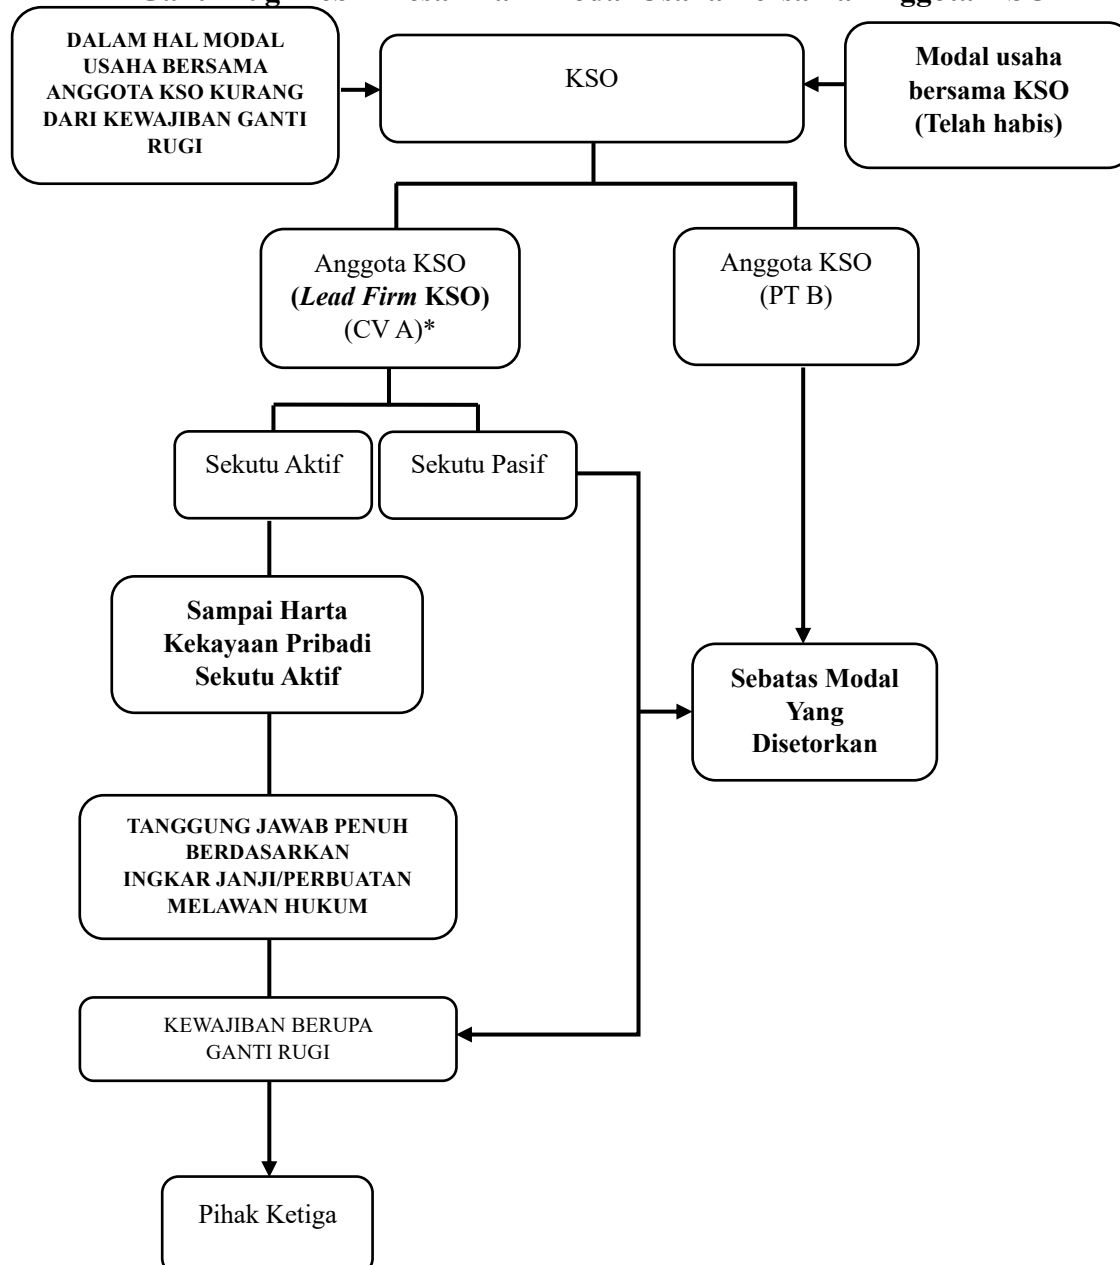 DALAM HAL MODAL
USAHA BERSAMA
ANGGOTA KSO KURANG
DARI KEWAJIBAN GANTI
RUGI
KSO
Modal usaha
bersama KSO
(Telah habis)
Anggota KSO
(Lead Firm KSO)
(CV A)*
Anggota KSO
(PT B)
Sekutu Aktif
Sekutu Pasif
Sampai Harta
Kekayaan Pribadi
Sekutu Aktif
Sebatas Modal
Yang
Disetorkan
TANGGUNG JAWAB PENUH
BERDASARKAN
INGKAR JANJI/PERBUATAN
MELAWAN HUKUM
KEWAJIBAN BERUPA
GANTI RUGI
Pihak Ketiga